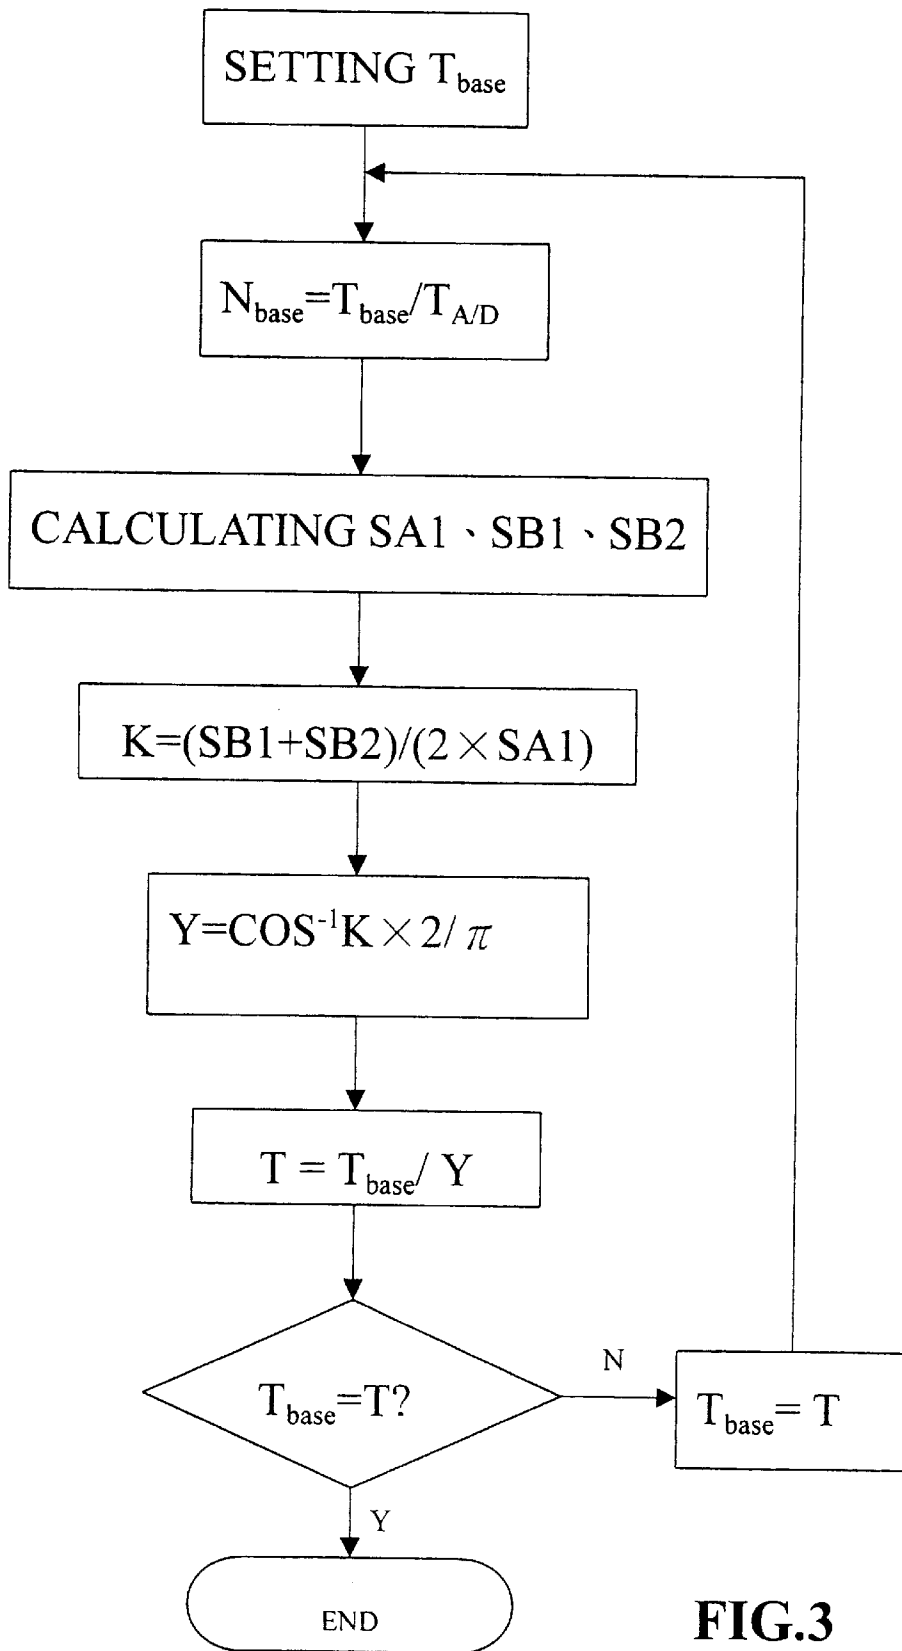 SETTING T_base
N_base=T_base/T_A/D
CALCULATING SA1、SB1、SB2
K=(SB1+SB2)/(2×SA1)
Y=COS⁻¹K×2/π
T = T_base/ Y
T_base=T?
N
T_base= T
Y
END
FIG.3